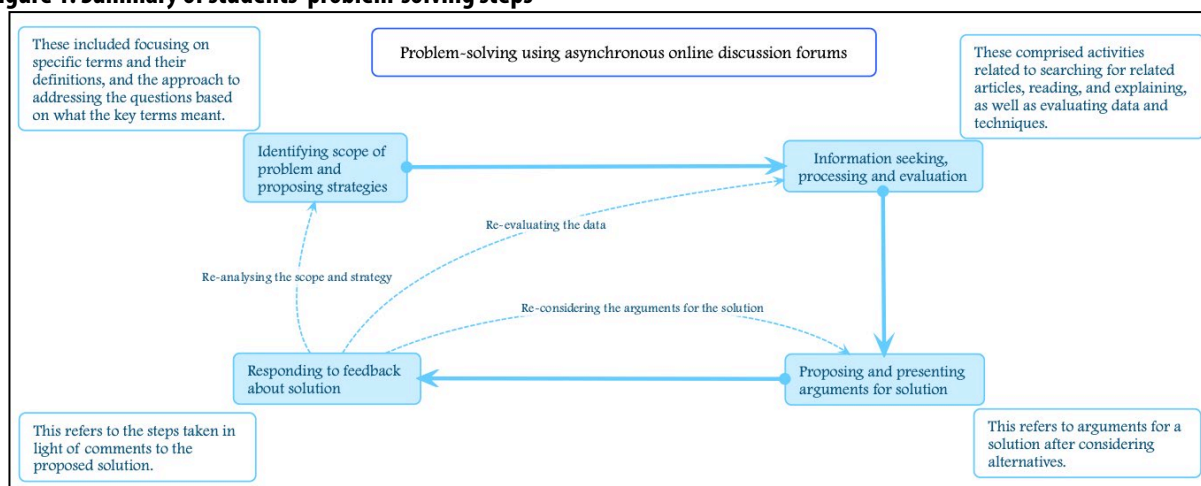 Problem-solving using asynchronous online discussion forums
These included focusing on
specific terms and their
definitions, and the approach to
addressing the questions based
on what the key terms meant.
These comprised activities
related to searching for related
articles, reading, and explaining,
as well as evaluating data and
techniques.
Identifying scope of
problem and
proposing strategies
Information seeking,
processing and evaluation
Re-evaluating the data
Re-analysing the scope and strategy
Re-considering the arguments for the solution
Responding to feedback
about solution
Proposing and presenting
arguments for solution
This refers to the steps taken in
light of comments to the
proposed solution.
This refers to arguments for a
solution after considering
alternatives.